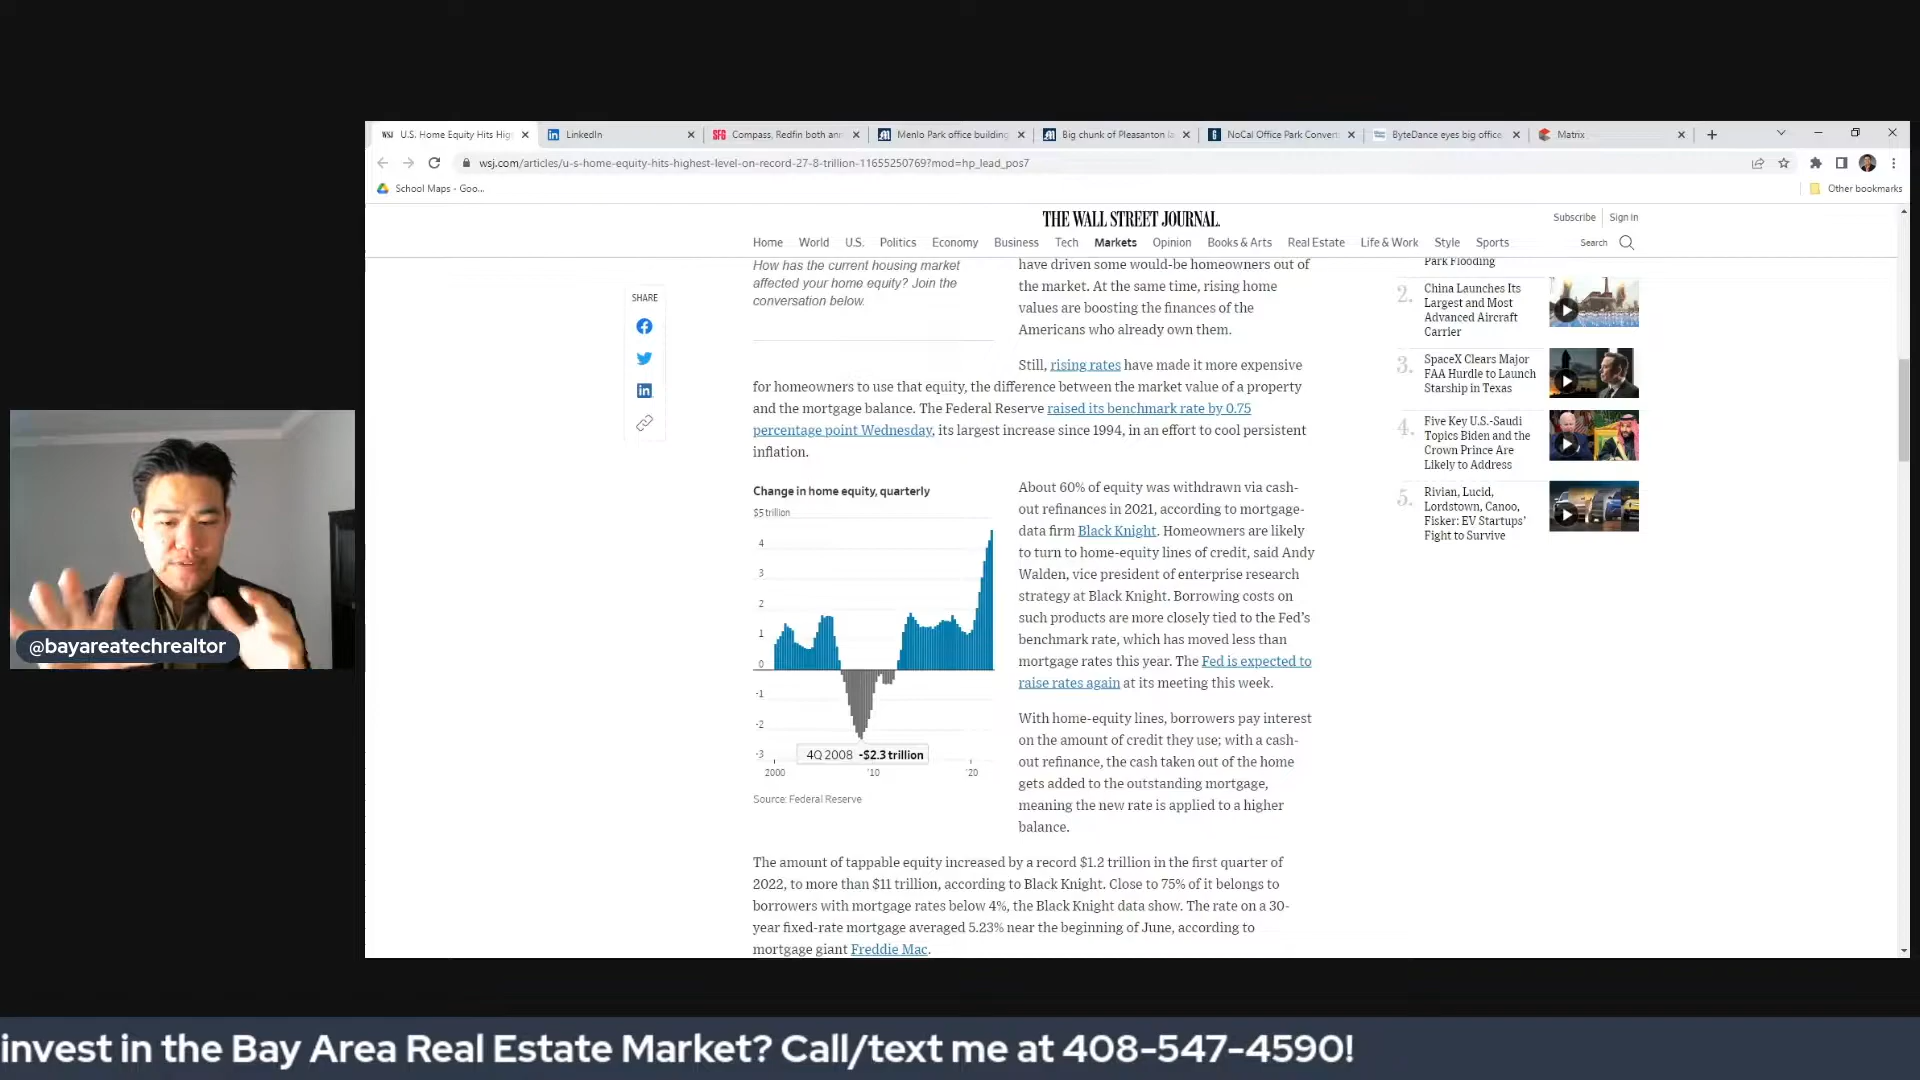 WSJ
U.S. Home Equity Hits Hig
LinkedIn
SFG
Compass, Redfin both ann
Menlo Park office building
Big chunk of Pleasanton l
NoCal Office Park Convert
ByteDance eyes big office
Matrix
wsj.com/articles/u-s-home-equity-hits-highest-level-on-record-27-8-trillion-11655250769?mod=hp_lead_pos7
School Maps - Goo...
Other bookmarks
THE WALL STREET JOURNAL.
Subscribe
Sign In
Home World U.S. Politics Economy Business Tech Markets Opinion Books & Arts Real Estate Life & Work Style Sports
Search
SHARE
How has the current housing market
affected your home equity? Join the
conversation below.
have driven some would-be homeowners out of
the market. At the same time, rising home
values are boosting the finances of the
Americans who already own them.
Still, rising rates have made it more expensive
for homeowners to use that equity, the difference between the market value of a property
and the mortgage balance. The Federal Reserve raised its benchmark rate by 0.75
percentage point Wednesday, its largest increase since 1994, in an effort to cool persistent
inflation.
Change in home equity, quarterly
$5 trillion
4
3
2
1
0
-1
-2
-3
4Q 2008 -$2.3 trillion
2000 '10 '20
Source: Federal Reserve
About 60% of equity was withdrawn via cash-
out refinances in 2021, according to mortgage-
data firm Black Knight. Homeowners are likely
to turn to home-equity lines of credit, said Andy
Walden, vice president of enterprise research
strategy at Black Knight. Borrowing costs on
such products are more closely tied to the Fed's
benchmark rate, which has moved less than
mortgage rates this year. The Fed is expected to
raise rates again at its meeting this week.
With home-equity lines, borrowers pay interest
on the amount of credit they use; with a cash-
out refinance, the cash taken out of the home
gets added to the outstanding mortgage,
meaning the new rate is applied to a higher
balance.
The amount of tappable equity increased by a record $1.2 trillion in the first quarter of
2022, to more than $11 trillion, according to Black Knight. Close to 75% of it belongs to
borrowers with mortgage rates below 4%, the Black Knight data show. The rate on a 30-
year fixed-rate mortgage averaged 5.23% near the beginning of June, according to
mortgage giant Freddie Mac.
Park Flooding
2. China Launches Its
Largest and Most
Advanced Aircraft
Carrier
3. SpaceX Clears Major
FAA Hurdle to Launch
Starship in Texas
4. Five Key U.S.-Saudi
Topics Biden and the
Crown Prince Are
Likely to Address
5. Rivian, Lucid,
Lordstown, Canoo,
Fisker: EV Startups'
Fight to Survive
@bayareatechrealtor
invest in the Bay Area Real Estate Market? Call/text me at 408-547-4590!